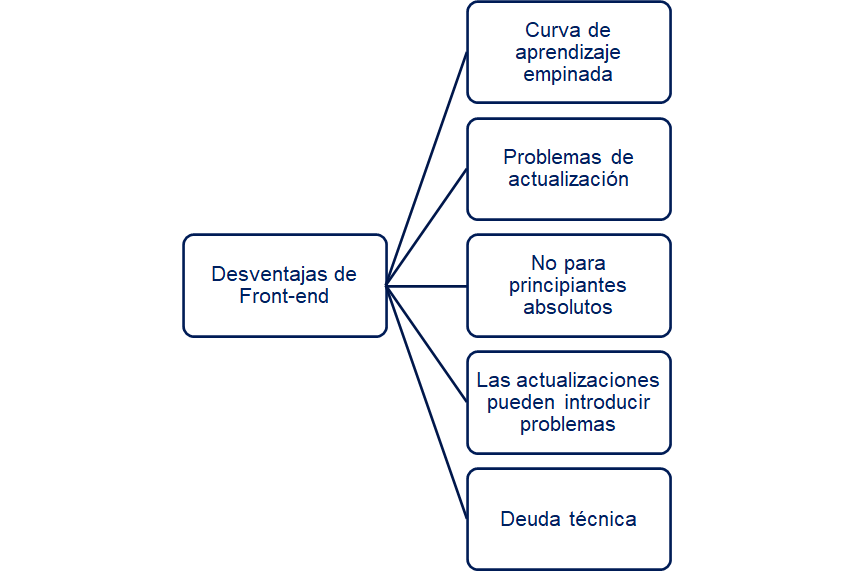 Curva de
aprendizaje
empinada
Problemas de
actualización
Desventajas de
Front-end
No para
principiantes
absolutos
Las actualizaciones
pueden introducir
problemas
Deuda técnica